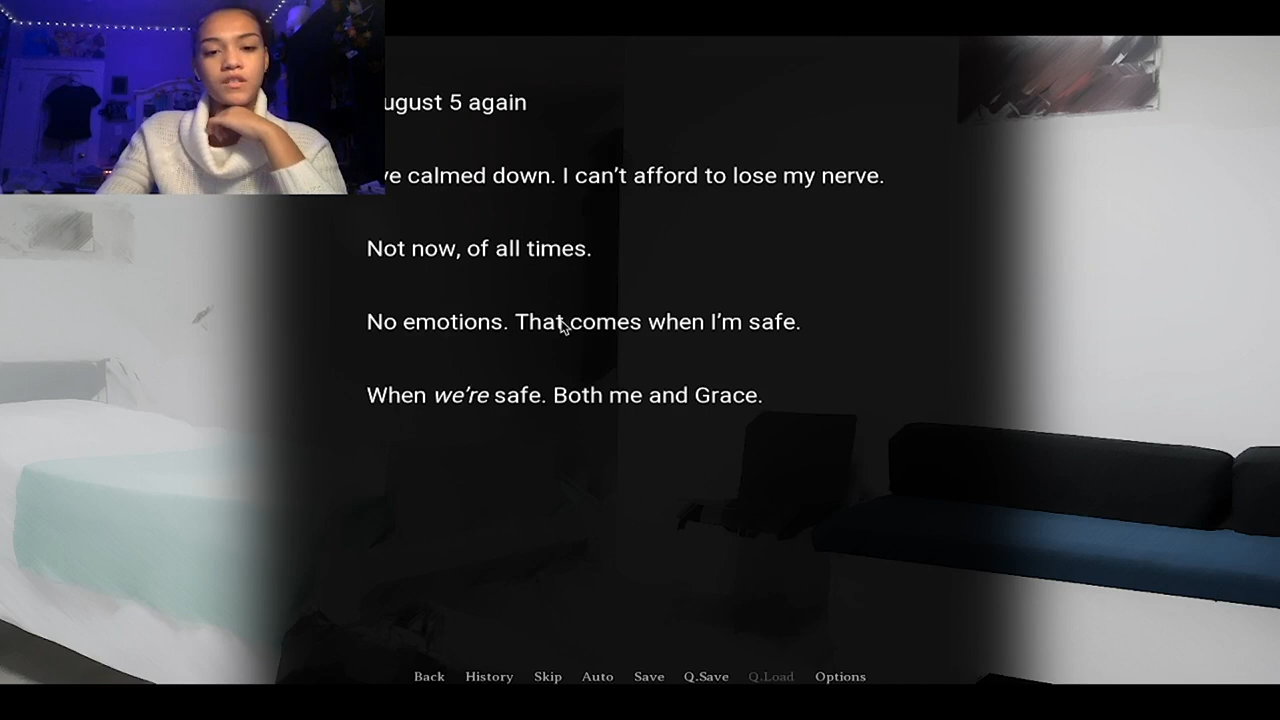 ugust 5 again
ve calmed down. I can’t afford to lose my nerve.
Not now, of all times.
No emotions. That comes when I’m safe.
When we’re safe. Both me and Grace.
Back History Skip Auto Save Q.Save Q.Load Options